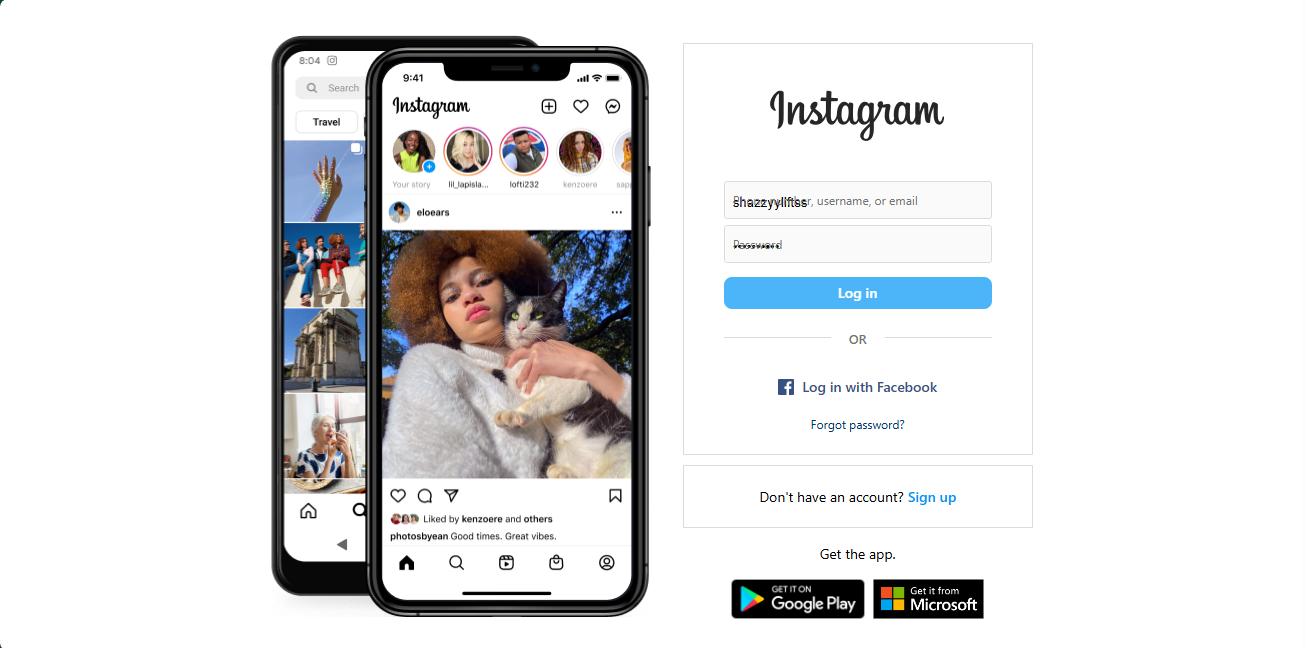 8:04
Search
Travel
9:41
Instagram
Your story
lil_lapisla...
lofti232
kenzoere
sapp
eloears
Liked by kenzoere and others
photosbyean Good times. Great vibes.
Instagram
shazzyylftss
username, or email
Password
Log in
OR
Log in with Facebook
Forgot password?
Don't have an account? Sign up
Get the app.
GET IT ON
Google Play
Get it from
Microsoft